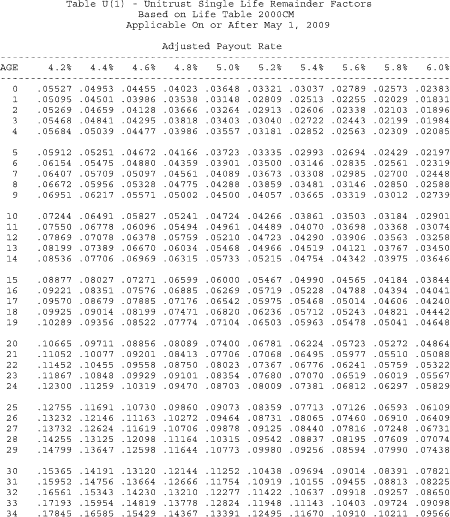 Table U(1) - Unitrust Single Life Remainder Factors
Based on Life Table 2000CM
Applicable On or After May 1, 2009
Adjusted Payout Rate
AGE 4.2% 4.4% 4.6% 4.8% 5.0% 5.2% 5.4% 5.6% 5.8% 6.0%
0 .05527 .04953 .04455 .04023 .03648 .03321 .03037 .02789 .02573 .02383
1 .05095 .04501 .03986 .03538 .03148 .02809 .02513 .02255 .02029 .01831
2 .05269 .04659 .04128 .03666 .03264 .02913 .02606 .02338 .02103 .01896
3 .05468 .04841 .04295 .03818 .03403 .03040 .02722 .02443 .02199 .01984
4 .05684 .05039 .04477 .03986 .03557 .03181 .02852 .02563 .02309 .02085
5 .05912 .05251 .04672 .04166 .03723 .03335 .02993 .02694 .02429 .02197
6 .06154 .05475 .04880 .04359 .03901 .03500 .03146 .02835 .02561 .02319
7 .06407 .05709 .05097 .04561 .04089 .03673 .03308 .02985 .02700 .02448
8 .06672 .05956 .05328 .04775 .04288 .03859 .03481 .03146 .02850 .02588
9 .06951 .06217 .05571 .05002 .04500 .04057 .03665 .03319 .03012 .02739
10 .07244 .06491 .05827 .05241 .04724 .04266 .03861 .03503 .03184 .02901
11 .07550 .06778 .06096 .05494 .04961 .04489 .04070 .03698 .03368 .03074
12 .07869 .07078 .06378 .05759 .05210 .04723 .04290 .03906 .03563 .03258
13 .08199 .07389 .06670 .06034 .05468 .04966 .04519 .04121 .03767 .03450
14 .08536 .07706 .06969 .06315 .05733 .05215 .04754 .04342 .03975 .03646
15 .08877 .08027 .07271 .06599 .06000 .05467 .04990 .04565 .04184 .03844
16 .09221 .08351 .07576 .06885 .06269 .05719 .05228 .04788 .04394 .04041
17 .09570 .08679 .07885 .07176 .06542 .05975 .05468 .05014 .04606 .04240
18 .09925 .09014 .08199 .07471 .06820 .06236 .05712 .05243 .04821 .04442
19 .10289 .09356 .08522 .07774 .07104 .06503 .05963 .05478 .05041 .04648
20 .10665 .09711 .08856 .08089 .07400 .06781 .06224 .05723 .05272 .04864
21 .11052 .10077 .09201 .08413 .07706 .07068 .06495 .05977 .05510 .05088
22 .11452 .10455 .09558 .08750 .08023 .07367 .06776 .06241 .05759 .05322
23 .11867 .10848 .09929 .09101 .08354 .07680 .07070 .06519 .06019 .05567
24 .12300 .11259 .10319 .09470 .08703 .08009 .07381 .06812 .06297 .05829
25 .12755 .11691 .10730 .09860 .09073 .08359 .07713 .07126 .06593 .06109
26 .13232 .12146 .11163 .10272 .09464 .08731 .08065 .07460 .06910 .06409
27 .13732 .12624 .11619 .10706 .09878 .09125 .08440 .07816 .07248 .06731
28 .14255 .13125 .12098 .11164 .10315 .09542 .08837 .08195 .07609 .07074
29 .14799 .13647 .12598 .11644 .10773 .09980 .09256 .08594 .07990 .07438
30 .15365 .14191 .13120 .12144 .11252 .10438 .09694 .09014 .08391 .07821
31 .15952 .14756 .13664 .12666 .11754 .10919 .10155 .09455 .08813 .08225
32 .16561 .15343 .14230 .13210 .12277 .11422 .10637 .09918 .09257 .08650
33 .17193 .15954 .14819 .13778 .12824 .11948 .11143 .10403 .09724 .09098
34 .17845 .16585 .15429 .14367 .13391 .12495 .11670 .10910 .10211 .09566